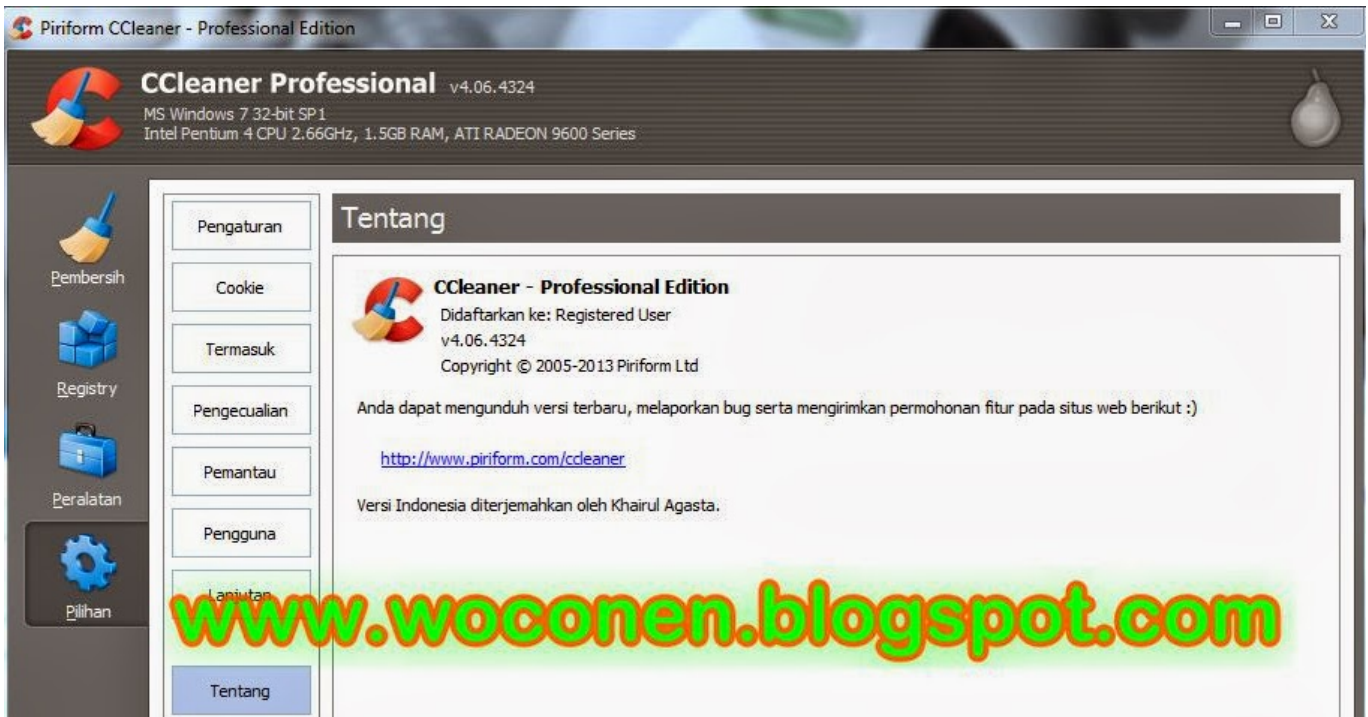 Piriform CCleaner - Professional Edition
CCleaner Professional v4.06.4324
MS Windows 7 32-bit SP1
Intel Pentium 4 CPU 2.66GHz, 1.5GB RAM, ATI RADEON 9600 Series
Pembersih
Registry
Peralatan
Pilihan
Pengaturan
Cookie
Termasuk
Pengecualian
Pemantau
Pengguna
Lanjutan
Tentang
Tentang
CCleaner - Professional Edition
Didaftarkan ke: Registered User
v4.06.4324
Copyright © 2005-2013 Piriform Ltd
Anda dapat mengunduh versi terbaru, melaporkan bug serta mengirimkan permohonan fitur pada situs web berikut :)
http://www.piriform.com/ccleaner
Versi Indonesia diterjemahkan oleh Khairul Agasta.
www.woconen.blogspot.com